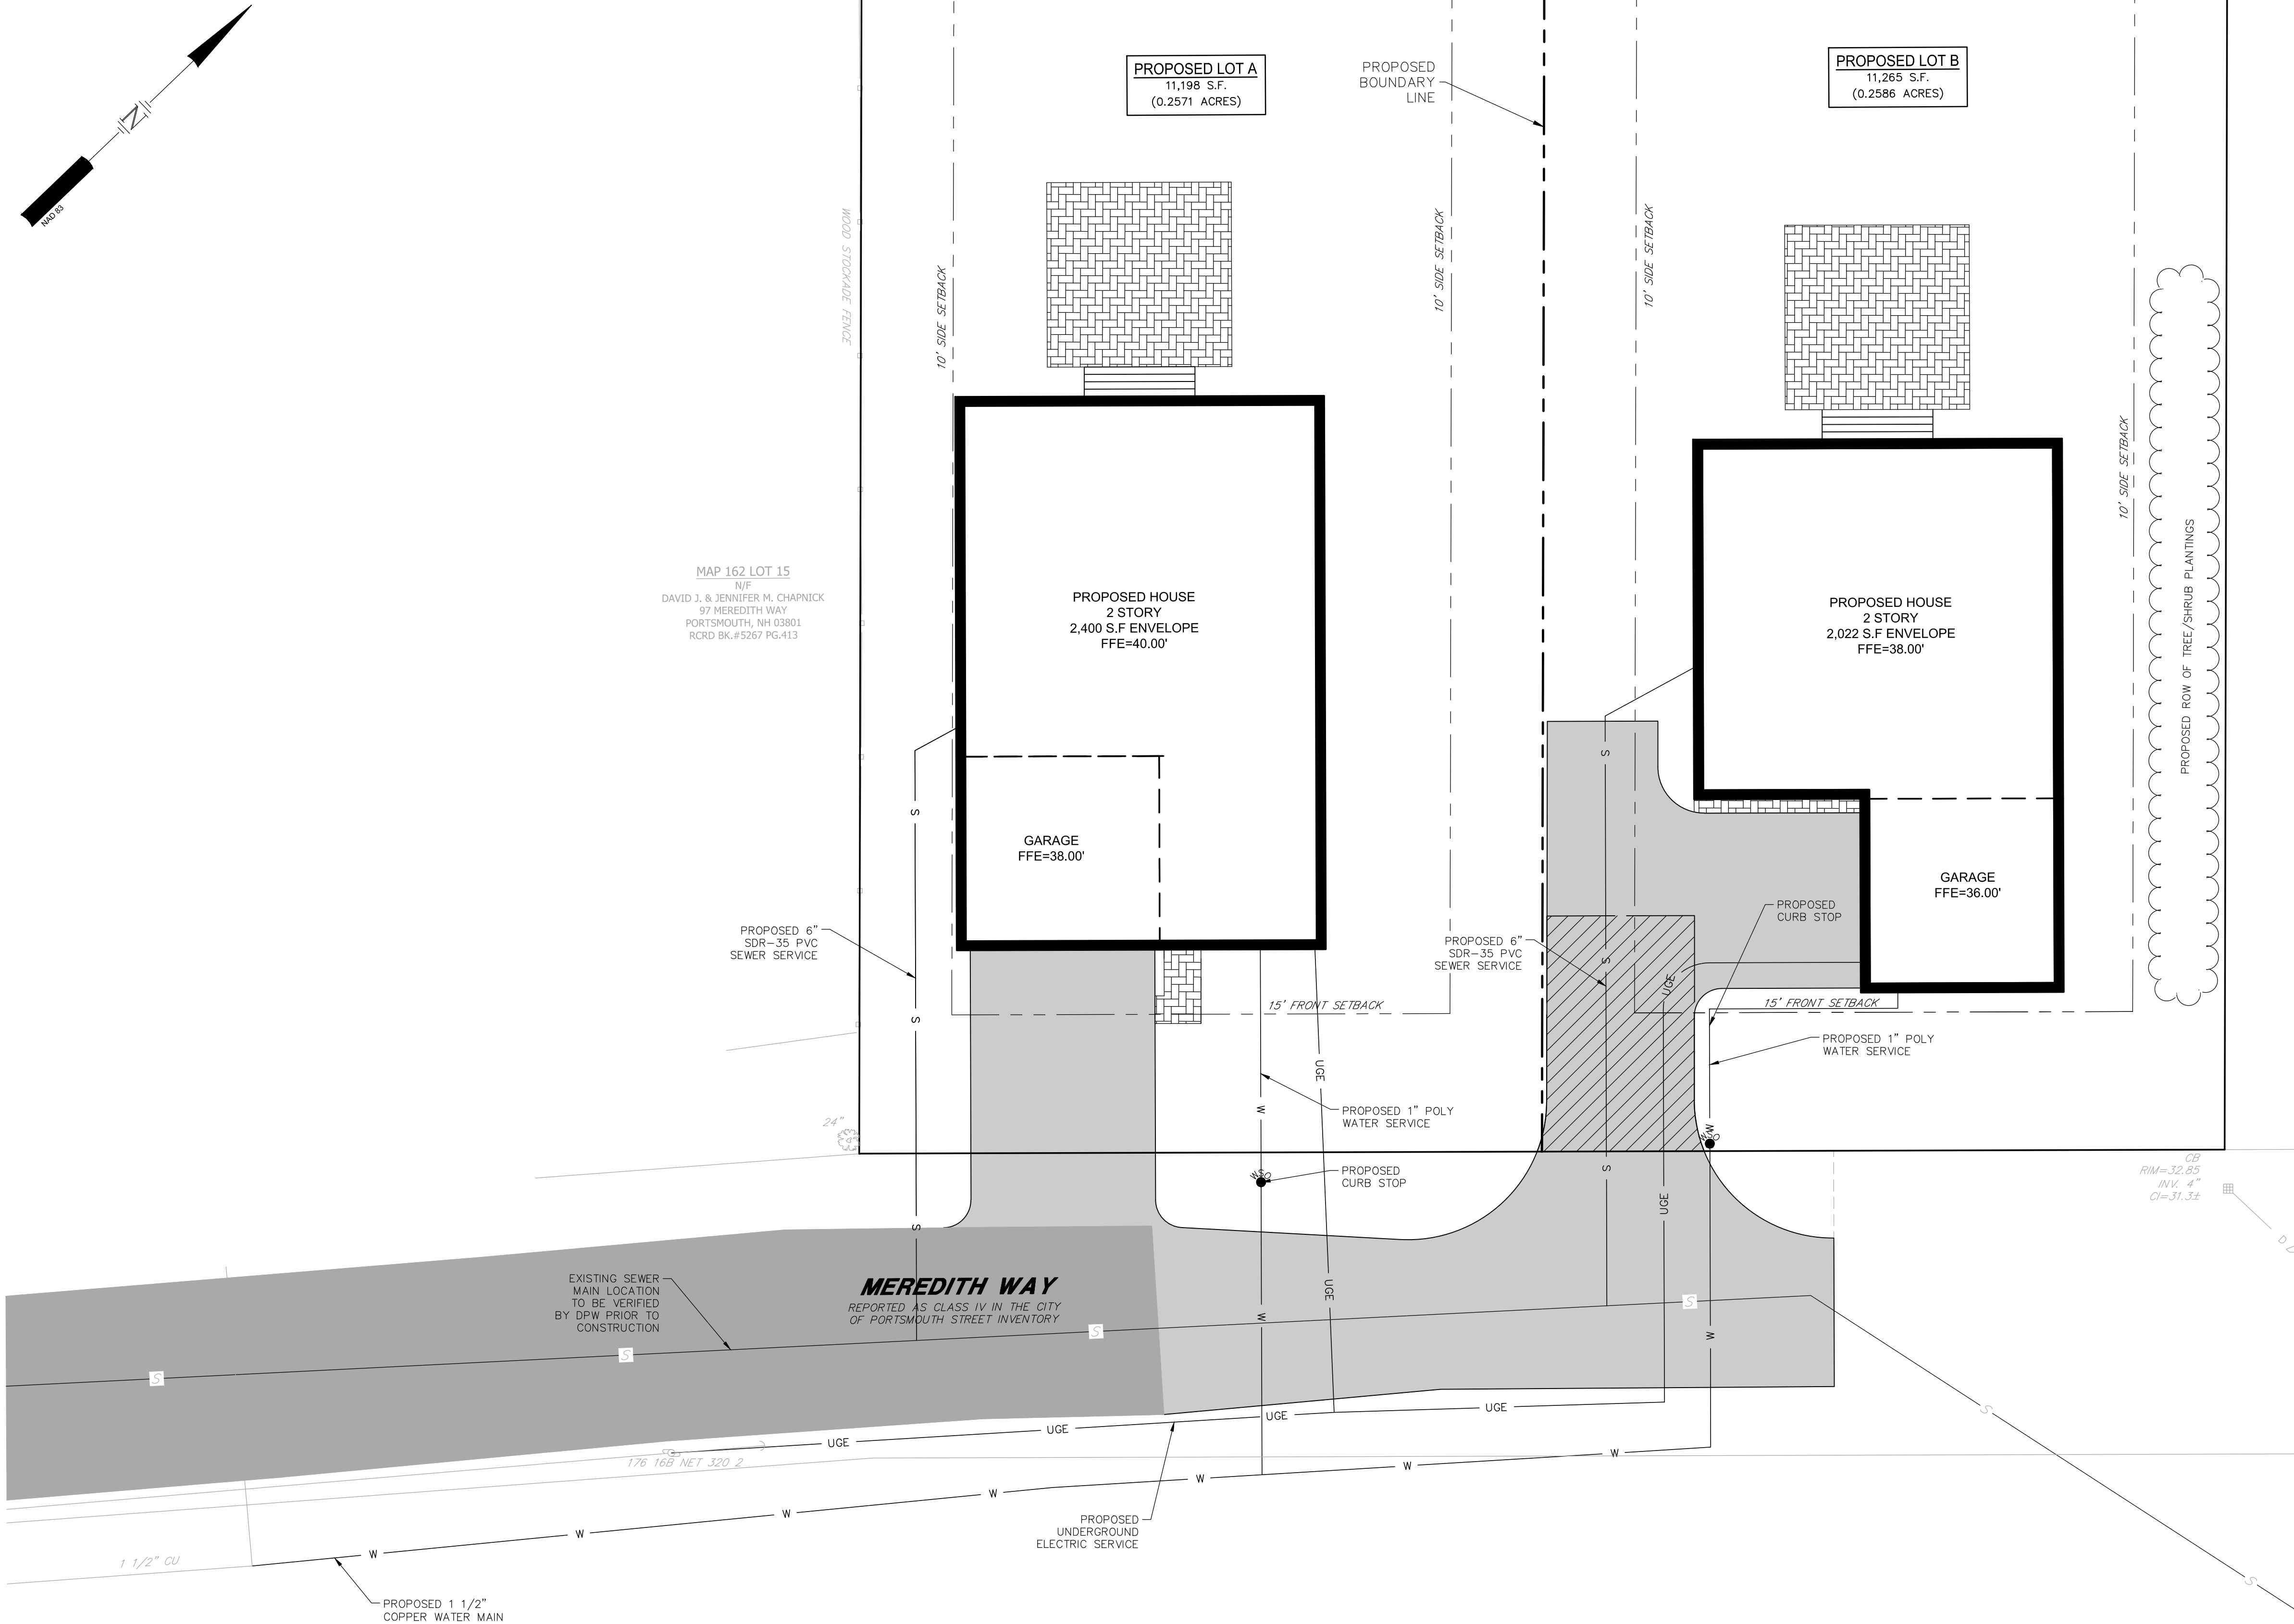 N
NAD 83
PROPOSED LOT A
11,198 S.F.
(0.2571 ACRES)
PROPOSED
BOUNDARY
LINE
PROPOSED LOT B
11,265 S.F.
(0.2586 ACRES)
WOOD STOCKADE FENCE
10' SIDE SETBACK
10' SIDE SETBACK
10' SIDE SETBACK
10' SIDE SETBACK
PROPOSED ROW OF TREE/SHRUB PLANTINGS
MAP 162 LOT 15
N/F
DAVID J. & JENNIFER M. CHAPNICK
97 MEREDITH WAY
PORTSMOUTH, NH 03801
RCRD BK.#5267 PG.413
PROPOSED HOUSE
2 STORY
2,400 S.F ENVELOPE
FFE=40.00'
PROPOSED HOUSE
2 STORY
2,022 S.F ENVELOPE
FFE=38.00'
GARAGE
FFE=38.00'
GARAGE
FFE=36.00'
S
S
S
S
S
S
PROPOSED 6"
SDR-35 PVC
SEWER SERVICE
PROPOSED 6"
SDR-35 PVC
SEWER SERVICE
PROPOSED
CURB STOP
UGE
15' FRONT SETBACK
15' FRONT SETBACK
PROPOSED 1" POLY
WATER SERVICE
UGE
W
PROPOSED 1" POLY
WATER SERVICE
24"
W
WSO
WSO
PROPOSED
CURB STOP
UGE
CB
RIM=32.85
INV. 4"
CI=31.3±
D
EXISTING SEWER
MAIN LOCATION
TO BE VERIFIED
BY DPW PRIOR TO
CONSTRUCTION
MEREDITH WAY
REPORTED AS CLASS IV IN THE CITY
OF PORTSMOUTH STREET INVENTORY
UGE
W
W
S
S
S
S
S
S
UGE
UGE
UGE
UGE
176 16B NET 320 2
W
W
W
W
W
W
W
PROPOSED
UNDERGROUND
ELECTRIC SERVICE
1 1/2" CU
PROPOSED 1 1/2"
COPPER WATER MAIN